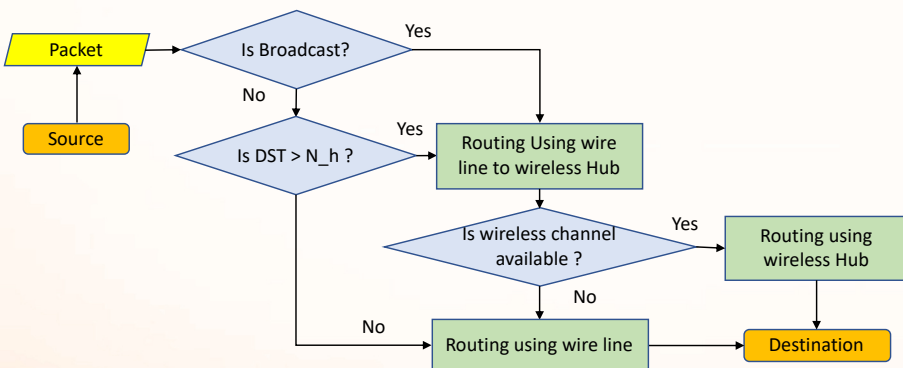 Packet
Is Broadcast?
Yes
No
Source
Is DST > N_h ?
Yes
Routing Using wire
line to wireless Hub
Is wireless channel
available ?
Yes
Routing using
wireless Hub
No
No
Routing using wire line
Destination